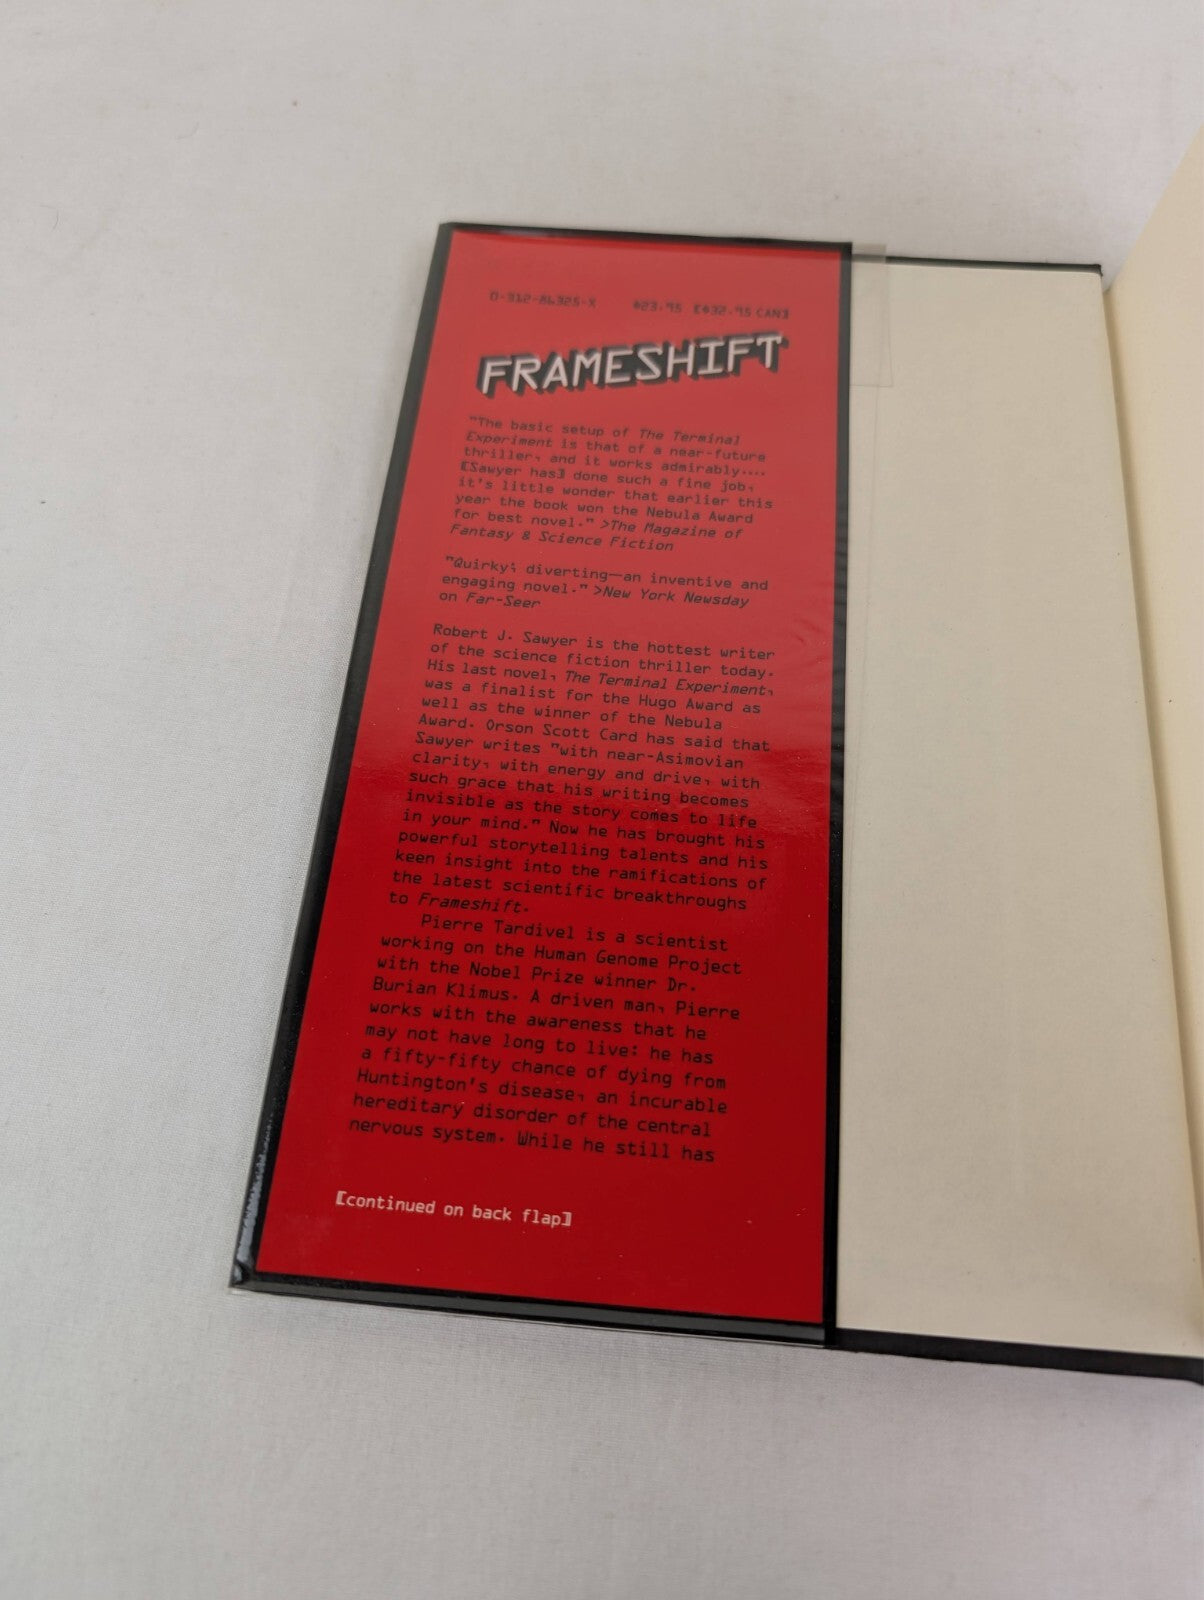 0-312-86325-X $23.95 [$32.95 CAN]
FRAMESHIFT
"The basic setup of The Terminal
Experiment is that of a near-future
thriller, and it works admirably....
[Sawyer has] done such a fine job,
it's little wonder that earlier this
year the book won the Nebula Award
for best novel." >The Magazine of
Fantasy & Science Fiction
"Quirky; diverting—an inventive and
engaging novel." >New York Newsday
on Far-Seer
Robert J. Sawyer is the hottest writer
of the science fiction thriller today.
His last novel, The Terminal Experiment,
was a finalist for the Hugo Award as
well as the winner of the Nebula
Award. Orson Scott Card has said that
Sawyer writes "with near-Asimovian
clarity, with energy and drive, with
such grace that his writing becomes
invisible as the story comes to life
in your mind." Now he has brought his
powerful storytelling talents and his
keen insight into the ramifications of
the latest scientific breakthroughs
to Frameshift.
Pierre Tardivel is a scientist
working on the Human Genome Project
with the Nobel Prize winner Dr.
Burian Klimus. A driven man, Pierre
works with the awareness that he
may not have long to live: he has
a fifty-fifty chance of dying from
Huntington's disease, an incurable
hereditary disorder of the central
nervous system. While he still has
[continued on back flap]